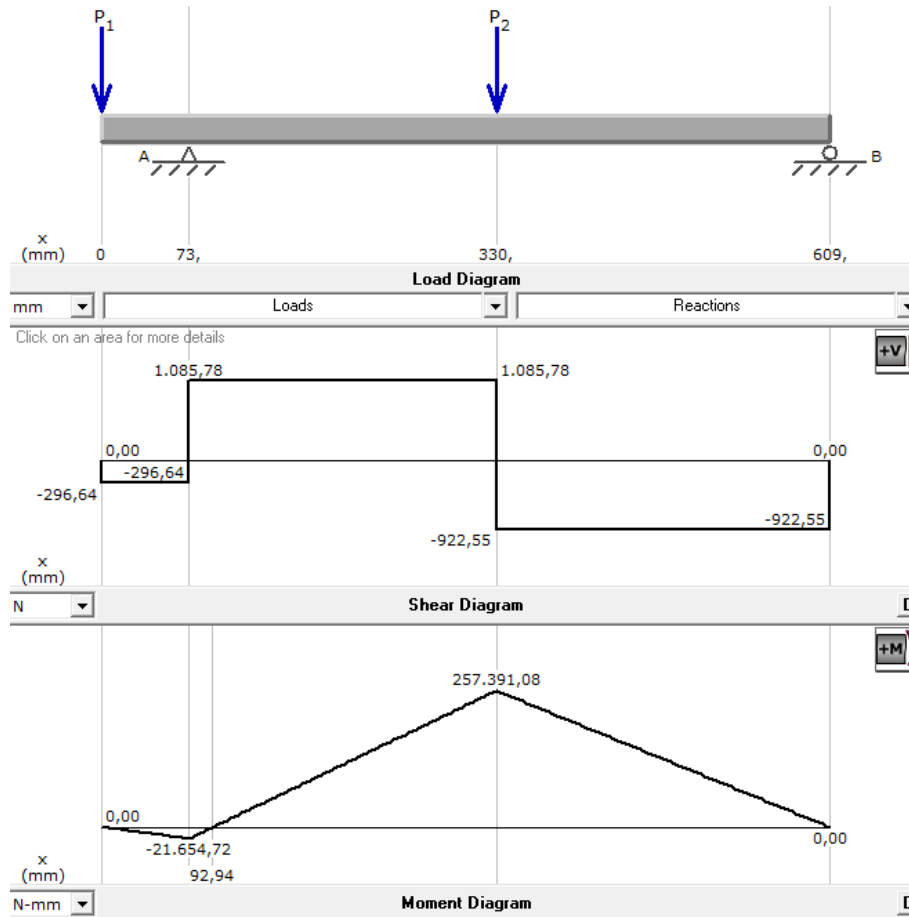 P1 P2
A B
x
(mm) 0 73, 330, 609,
Load Diagram
mm Loads Reactions
Click on an area for more details
+V
1.085,78 1.085,78
0,00 0,00
-296,64
-296,64
-922,55
-922,55
x
(mm)
N Shear Diagram D
+M
257.391,08
0,00
0,00
-21.654,72
x
(mm) 92,94
N-mm Moment Diagram D